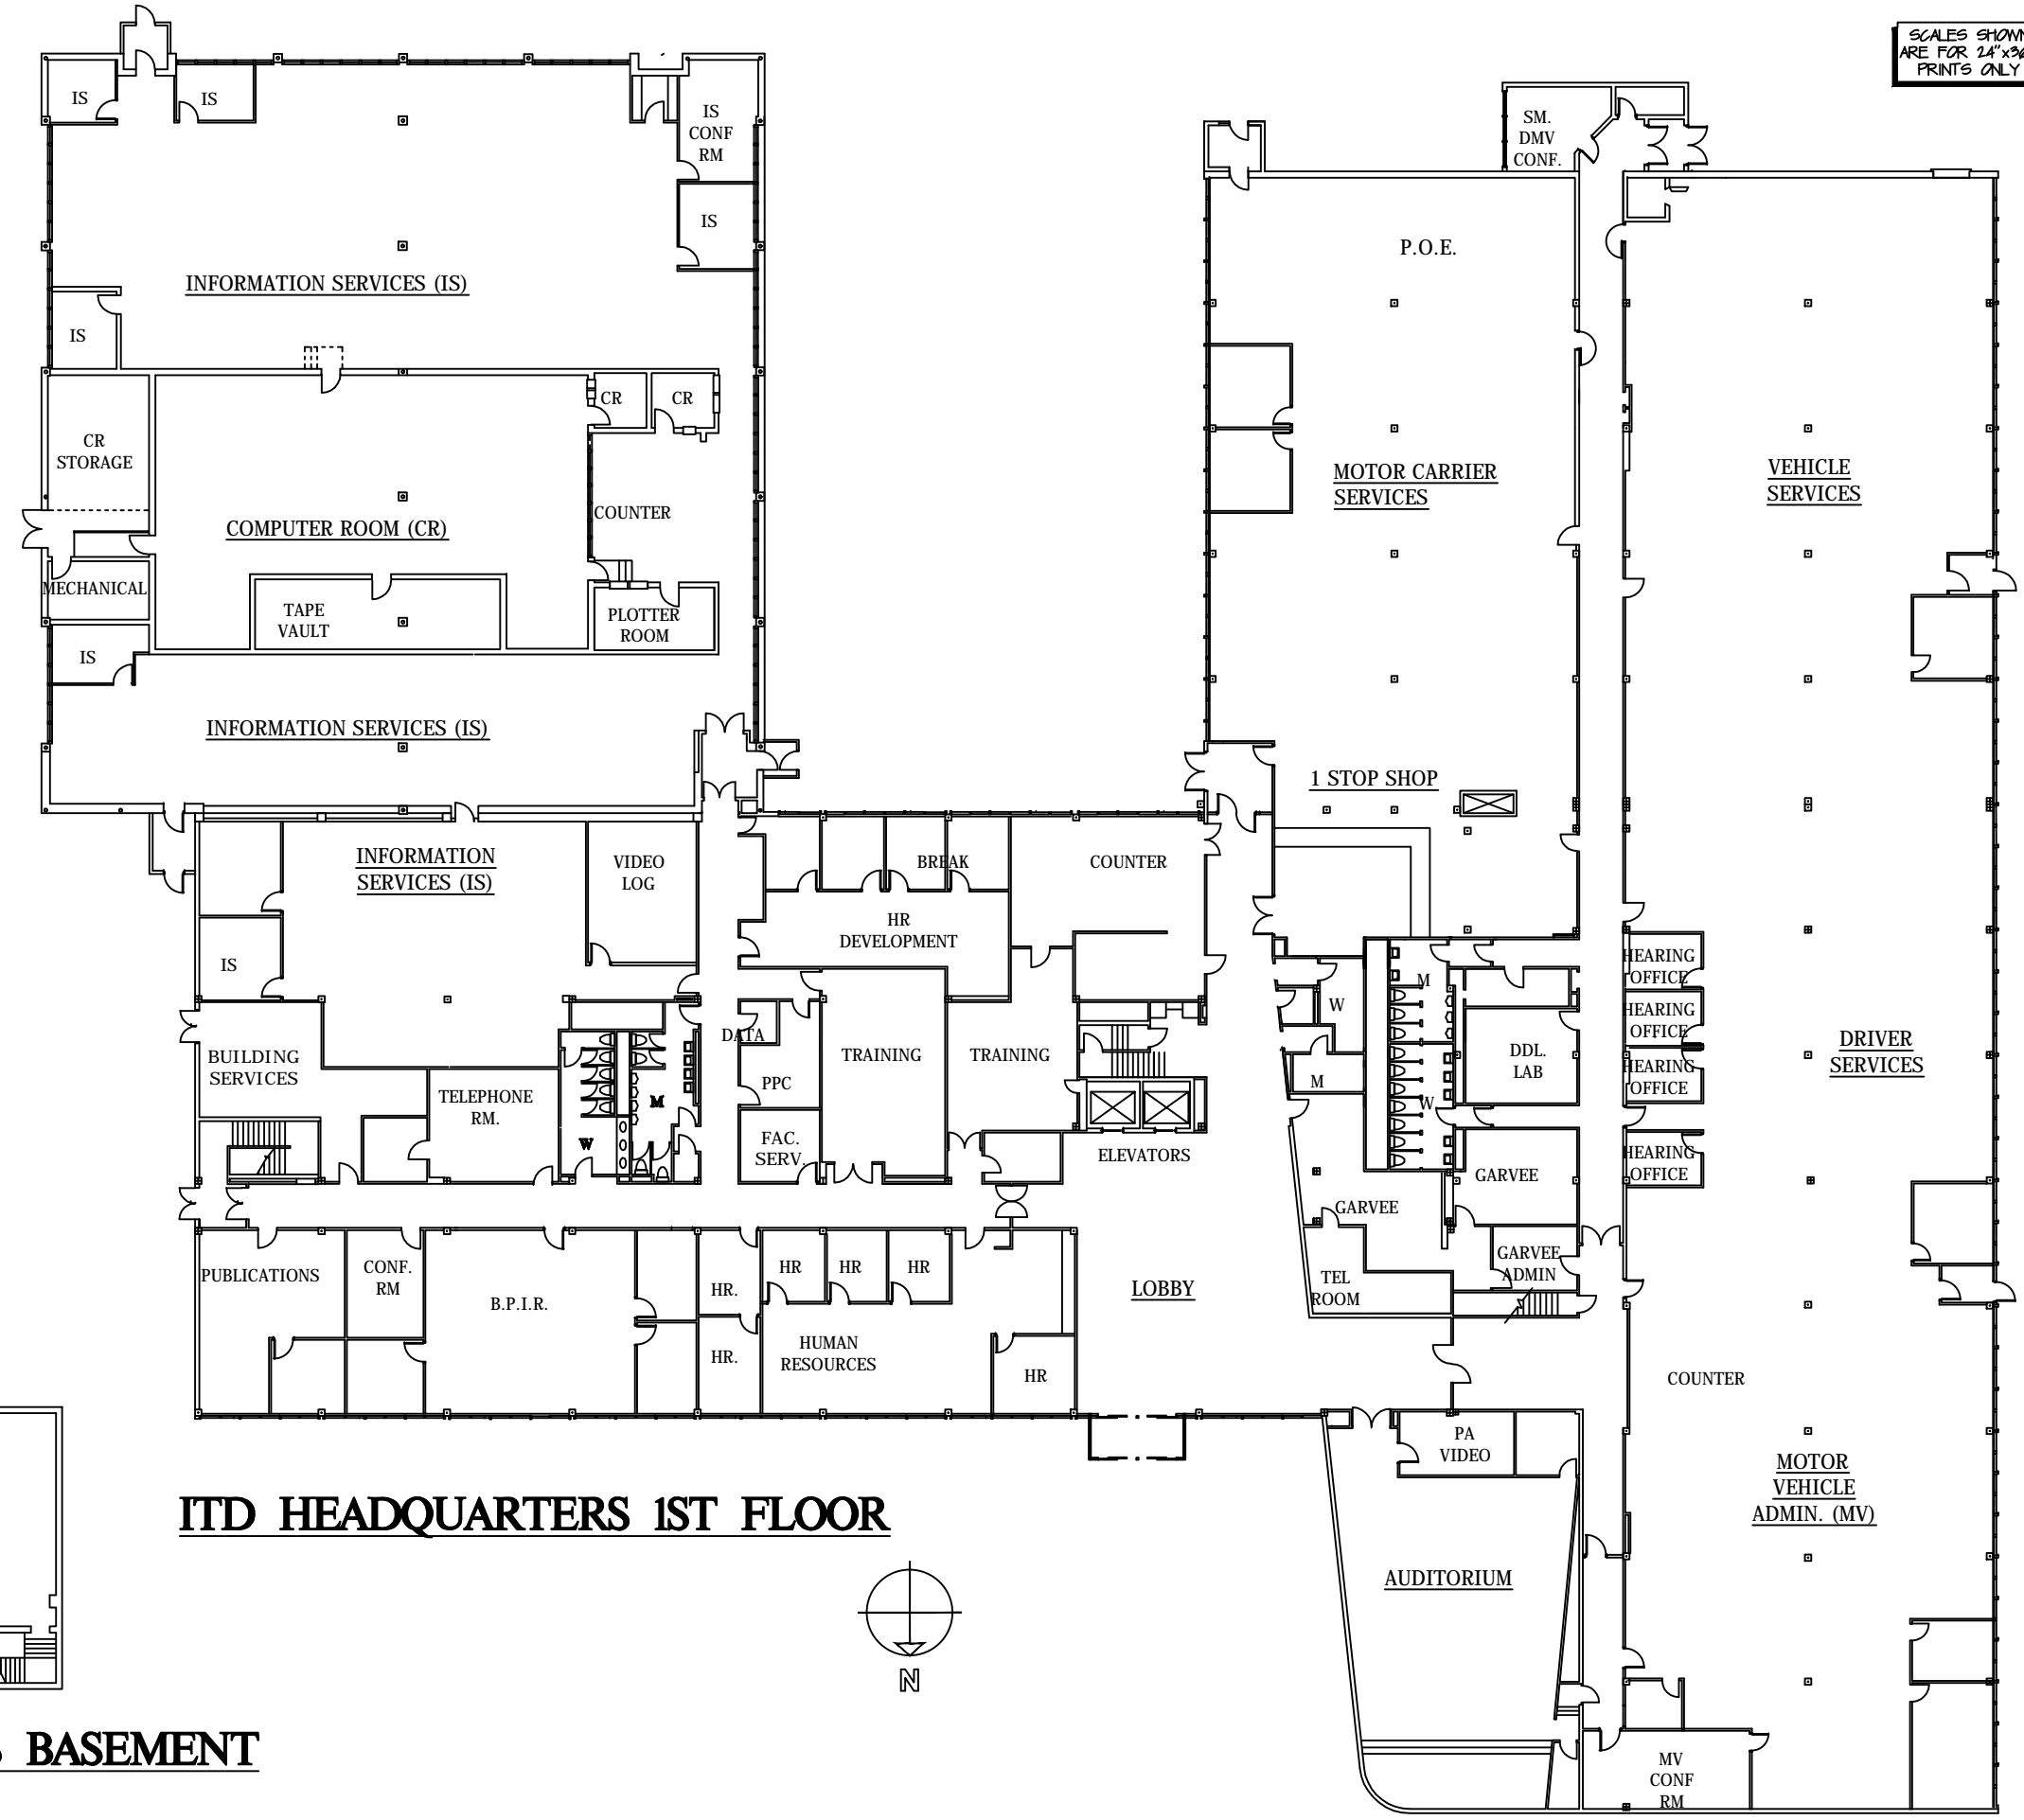 SCALES SHOWN
ARE FOR 24"x36
PRINTS ONLY
IS
IS
IS
CONF
RM
IS
INFORMATION SERVICES (IS)
IS
CR
STORAGE
CR
CR
COMPUTER ROOM (CR)
COUNTER
MECHANICAL
TAPE
VAULT
PLOTTER
ROOM
IS
INFORMATION SERVICES (IS)
SM.
DMV
CONF.
P.O.E.
MOTOR CARRIER
SERVICES
VEHICLE
SERVICES
1 STOP SHOP
INFORMATION
SERVICES (IS)
VIDEO
LOG
BREAK
COUNTER
HR
DEVELOPMENT
IS
BUILDING
SERVICES
TELEPHONE
RM.
M
W
DATA
PPC
FAC.
SERV.
TRAINING
TRAINING
ELEVATORS
M
W
M
W
DDL.
LAB
HEARING
OFFICE
HEARING
OFFICE
HEARING
OFFICE
HEARING
OFFICE
DRIVER
SERVICES
GARVEE
GARVEE
GARVEE
ADMIN
TEL
ROOM
PUBLICATIONS
CONF.
RM
B.P.I.R.
HR.
HR.
HR
HR
HR
HUMAN
RESOURCES
HR
LOBBY
COUNTER
PA
VIDEO
MOTOR
VEHICLE
ADMIN. (MV)
AUDITORIUM
MV
CONF
RM
ITD HEADQUARTERS 1ST FLOOR
N
BASEMENT